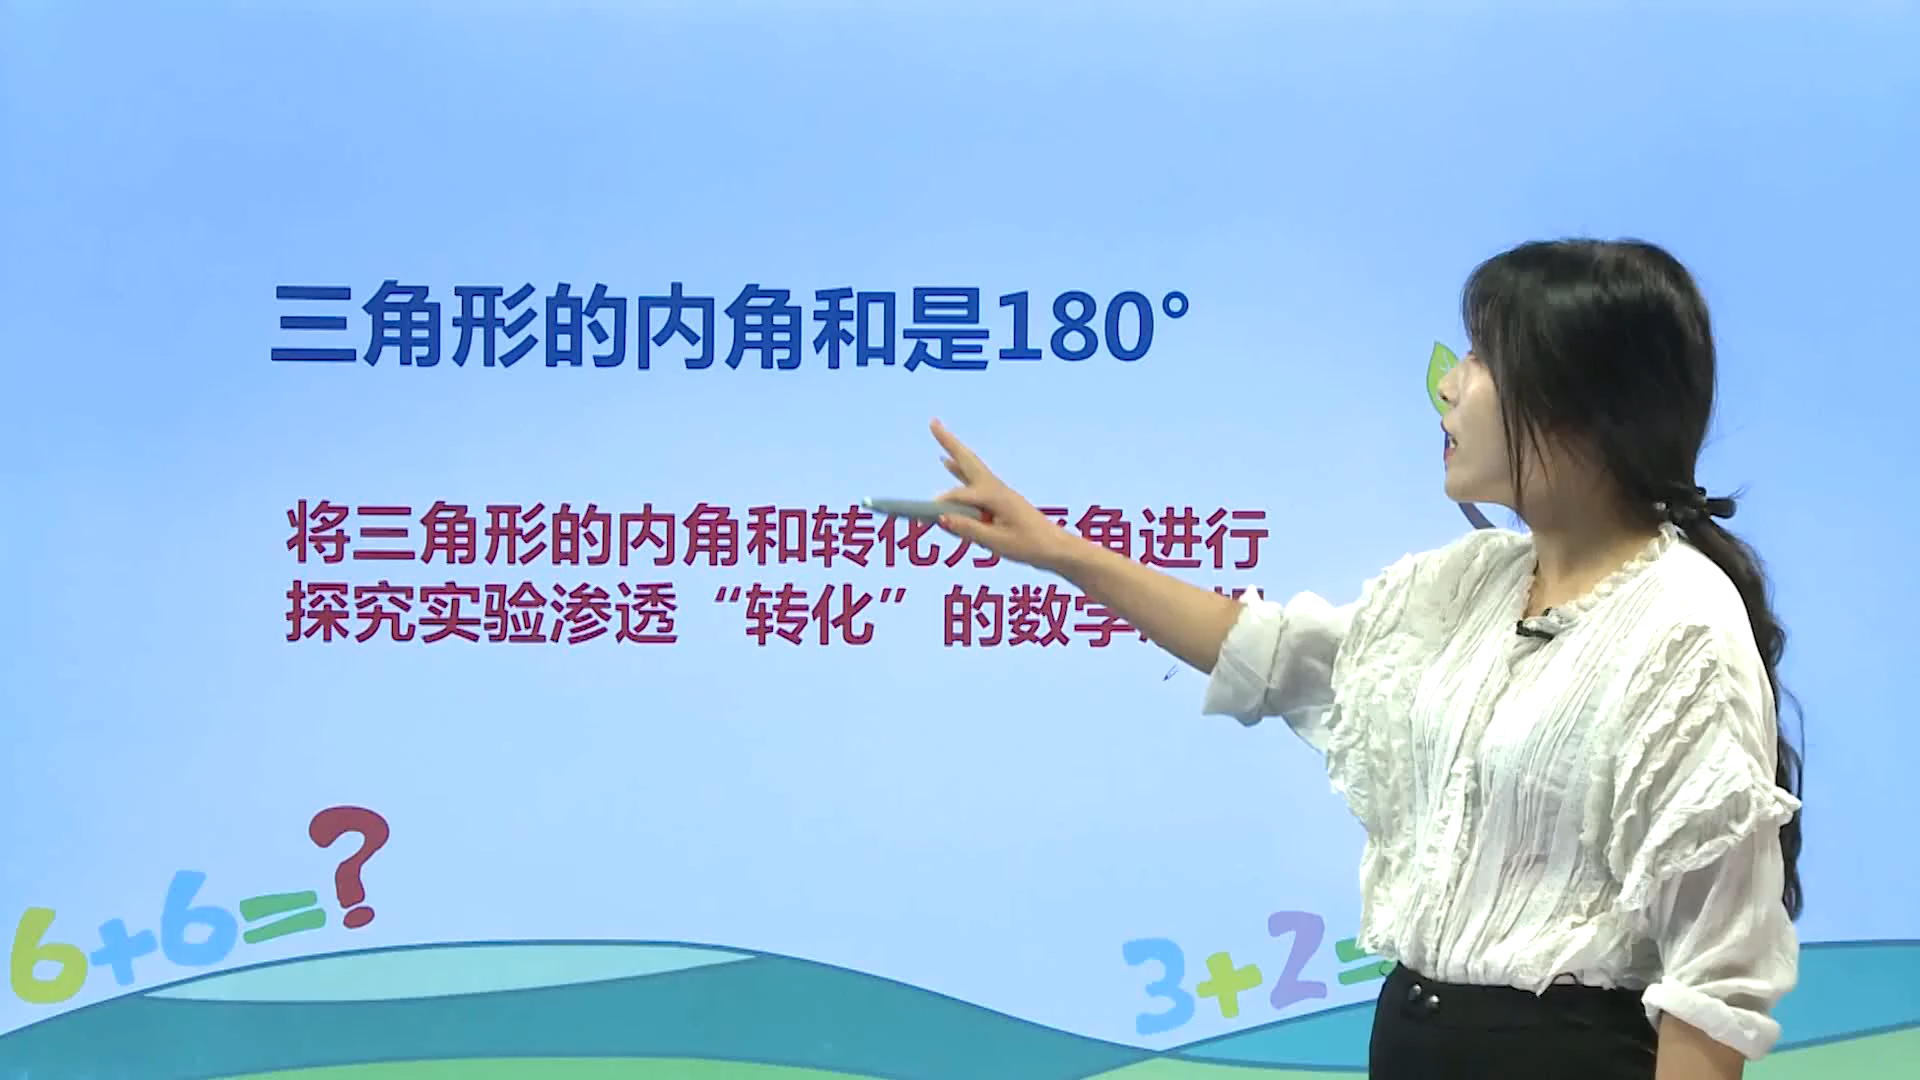 三角形的内角和是180°
将三角形的内角和转化为平角进行
探究实验渗透“转化”的数学
6+6=?
3+2=